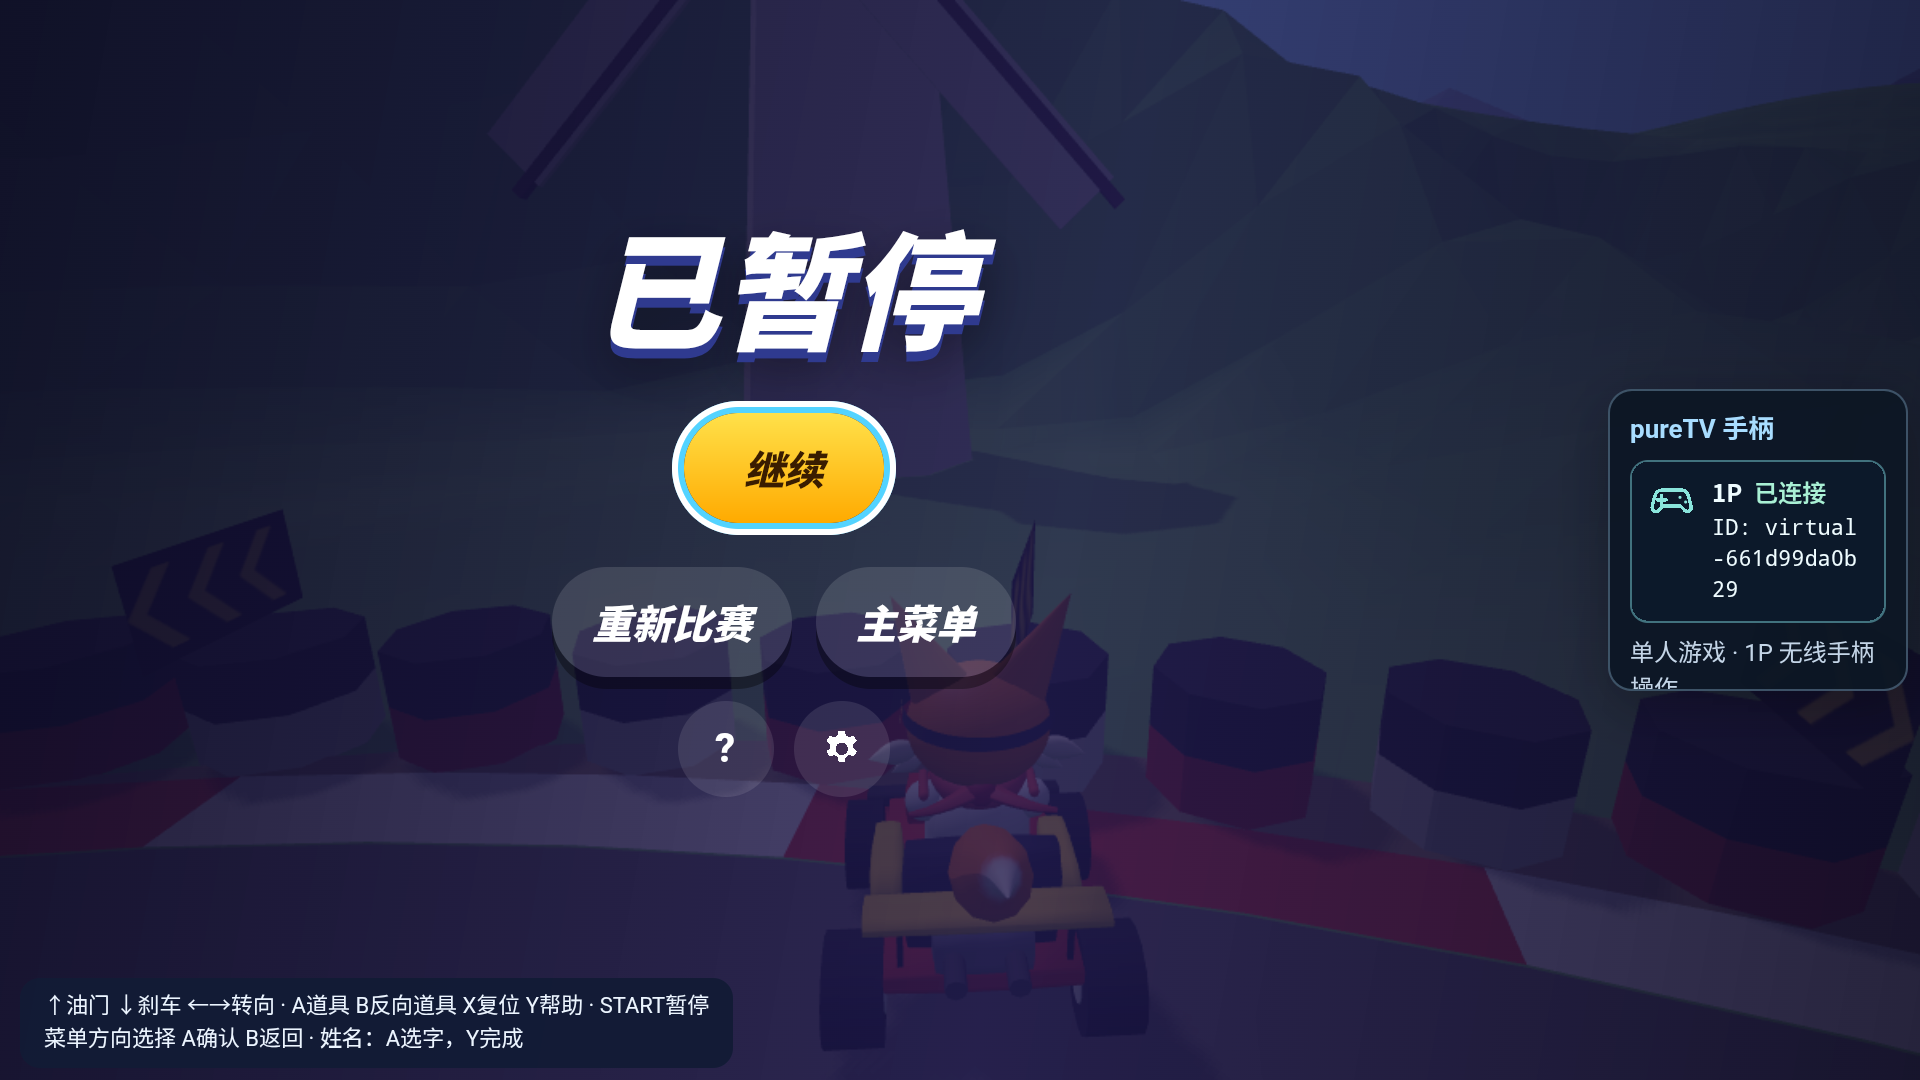 已暂停
继续
重新比赛
主菜单
?
pureTV 手柄
1P 已连接
ID: virtual
-661d99da0b
29
单人游戏 · 1P 无线手柄
操作
↑油门 ↓刹车 ←→转向 · A道具 B反向道具 X复位 Y帮助 · START暂停
菜单方向选择 A确认 B返回 · 姓名：A选字，Y完成